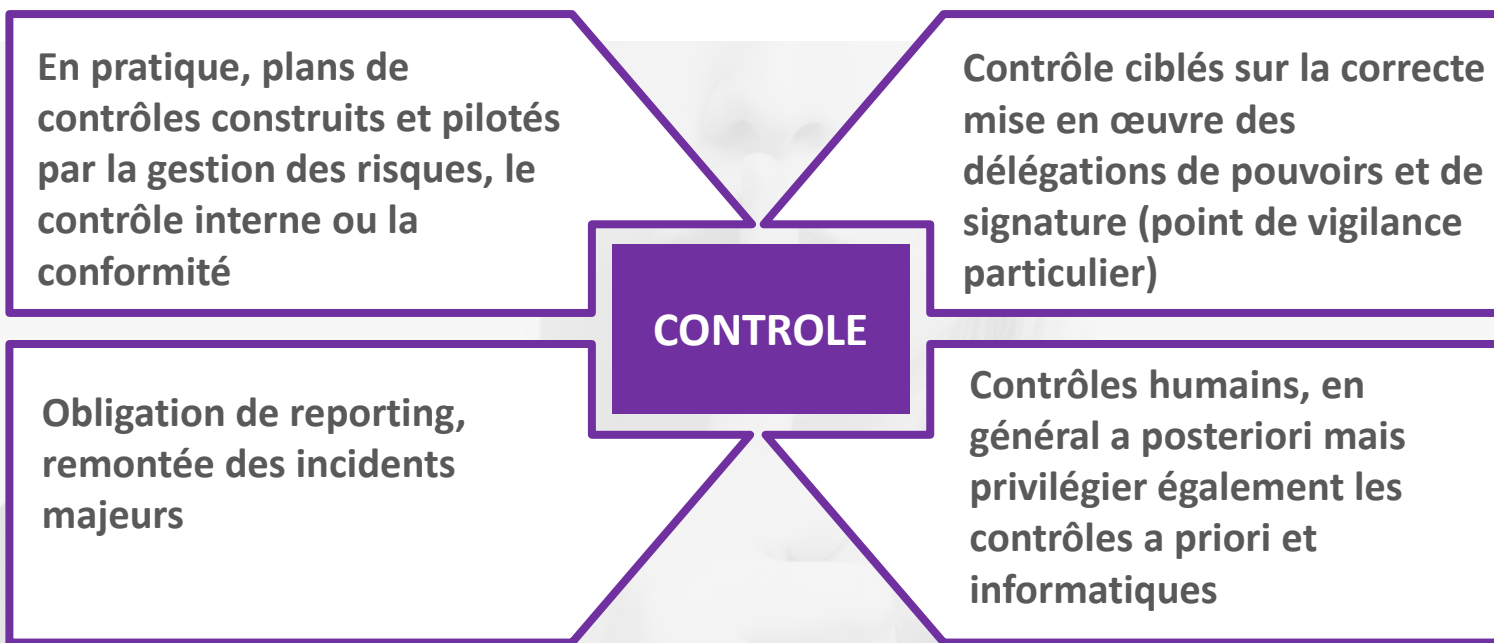 En pratique, plans de
contrôles construits et pilotés
par la gestion des risques, le
contrôle interne ou la
conformité
Contrôle ciblés sur la correcte
mise en œuvre des
délégations de pouvoirs et de
signature (point de vigilance
particulier)
CONTROLE
Obligation de reporting,
remontée des incidents
majeurs
Contrôles humains, en
général a posteriori mais
privilégier également les
contrôles a priori et
informatiques